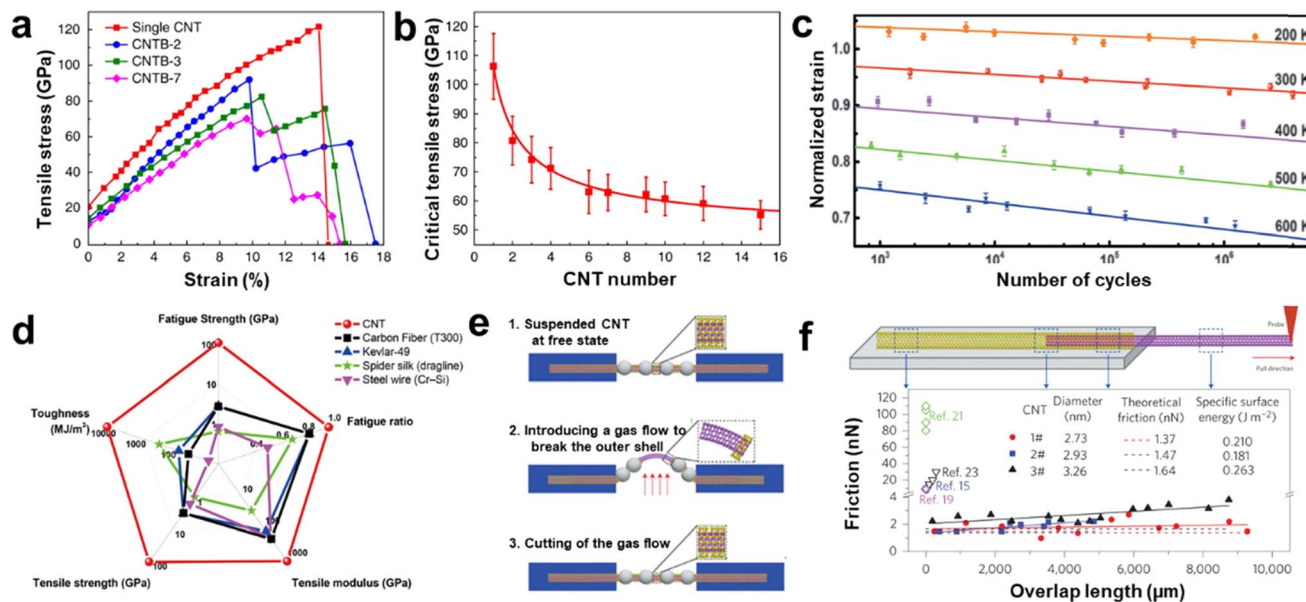 a
Tensile stress (GPa)
120
100
80
60
40
20
0
Single CNT
CNTB-2
CNTB-3
CNTB-7
0 2 4 6 8 10 12 14 16 18
Strain (%)
b
Critical tensile stress (GPa)
120
110
100
90
80
70
60
50
0 2 4 6 8 10 12 14 16
CNT number
c
Normalized strain
1.0
0.9
0.8
0.7
200 K
300 K
400 K
500 K
600 K
10³ 10⁴ 10⁵ 10⁶
Number of cycles
d
Fatigue Strength (GPa)
CNT
Carbon Fiber (T300)
Kevlar-49
Spider silk (dragline)
Steel wire (Cr–Si)
100
10
1
Toughness
(MJ/m³)
10000
1000
100
Fatigue ratio
1.0
0.6
0.4
10
100
1000
1
10
100
Tensile strength (GPa)
Tensile modulus (GPa)
e
1. Suspended CNT
at free state
2. Introducing a gas flow to
break the outer shell
3. Cutting of the gas flow
f
Probe
Pull direction
Friction (nN)
120
100
80
60
40
20
4
2
0
Ref. 21
Ref. 23
Ref. 15
Ref. 19
CNT Diameter (nm) Theoretical friction (nN) Specific surface energy (J m⁻²)
1# 2.73 1.37 0.210
2# 2.93 1.47 0.181
3# 3.26 1.64 0.263
0 2,000 4,000 6,000 8,000 10,000
Overlap length (μm)